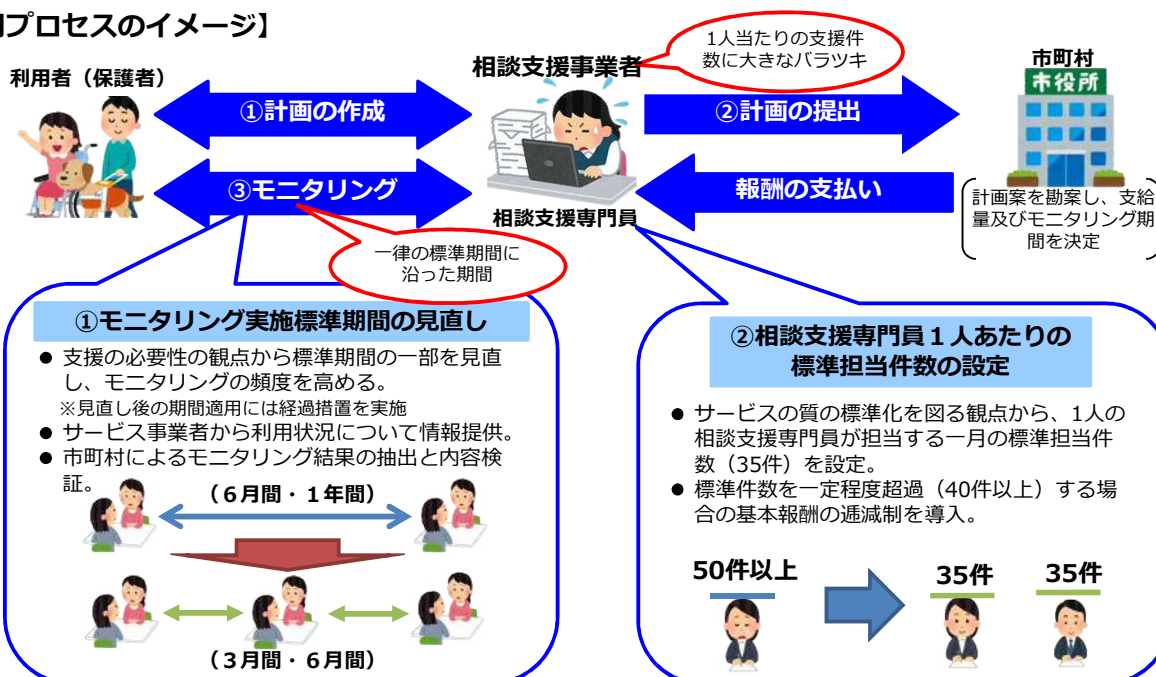 プロセスのイメージ】
利用者（保護者）
①計画の作成
③モニタリング
相談支援事業者
相談支援専門員
1人当たりの支援件
数に大きなバラツキ
②計画の提出
報酬の支払い
市町村
市役所
計画案を勘案し、支給
量及びモニタリング期
間を決定
一律の標準期間に
沿った期間
①モニタリング実施標準期間の見直し
● 支援の必要性の観点から標準期間の一部を見直
し、モニタリングの頻度を高める。
※見直し後の期間適用には経過措置を実施
● サービス事業者から利用状況について情報提供。
● 市町村によるモニタリング結果の抽出と内容検
証。
（６月間・１年間）
（３月間・６月間）
②相談支援専門員１人あたりの
標準担当件数の設定
● サービスの質の標準化を図る観点から、1人の
相談支援専門員が担当する一月の標準担当件
数（35件）を設定。
● 標準件数を一定程度超過（40件以上）する場
合の基本報酬の逓減制を導入。
50件以上
35件
35件